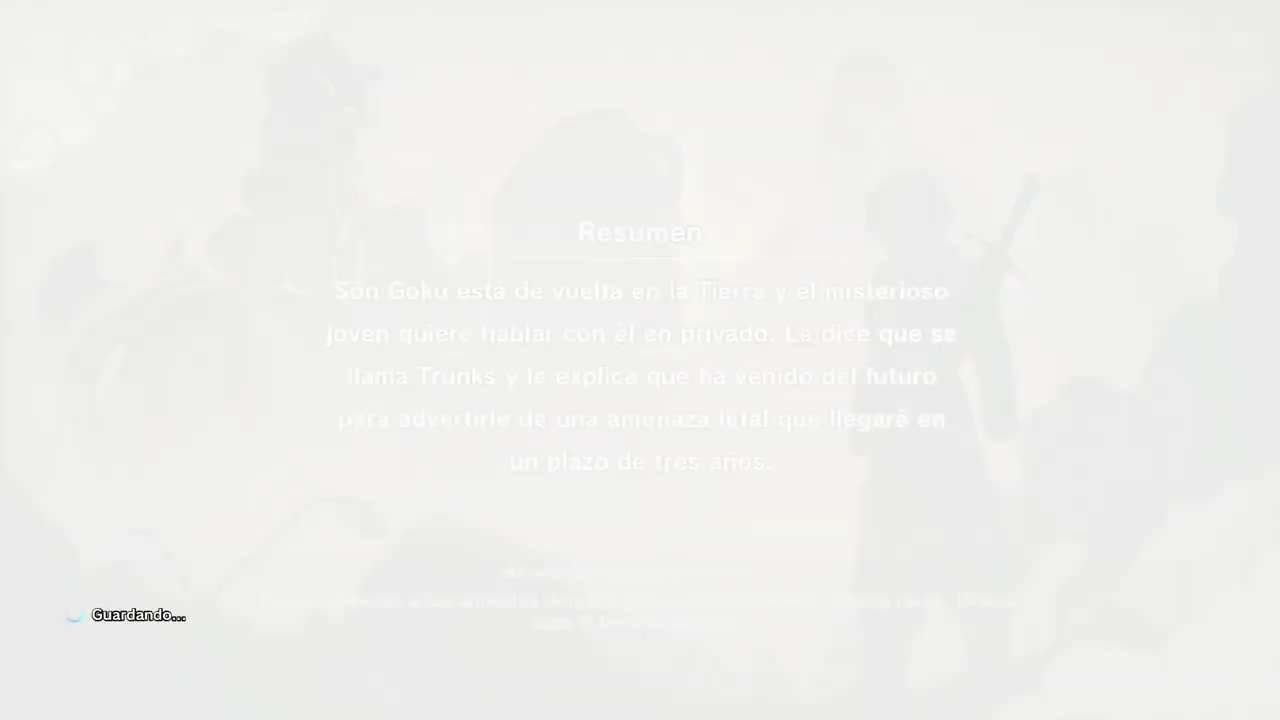 Resumen
Son Goku está de vuelta en la Tierra y el misterioso
joven quiere hablar con él en privado. Le dice que se
llama Trunks y le explica que ha venido del futuro
para advertirle de una amenaza letal que llegará en
un plazo de tres años.
Guardando...